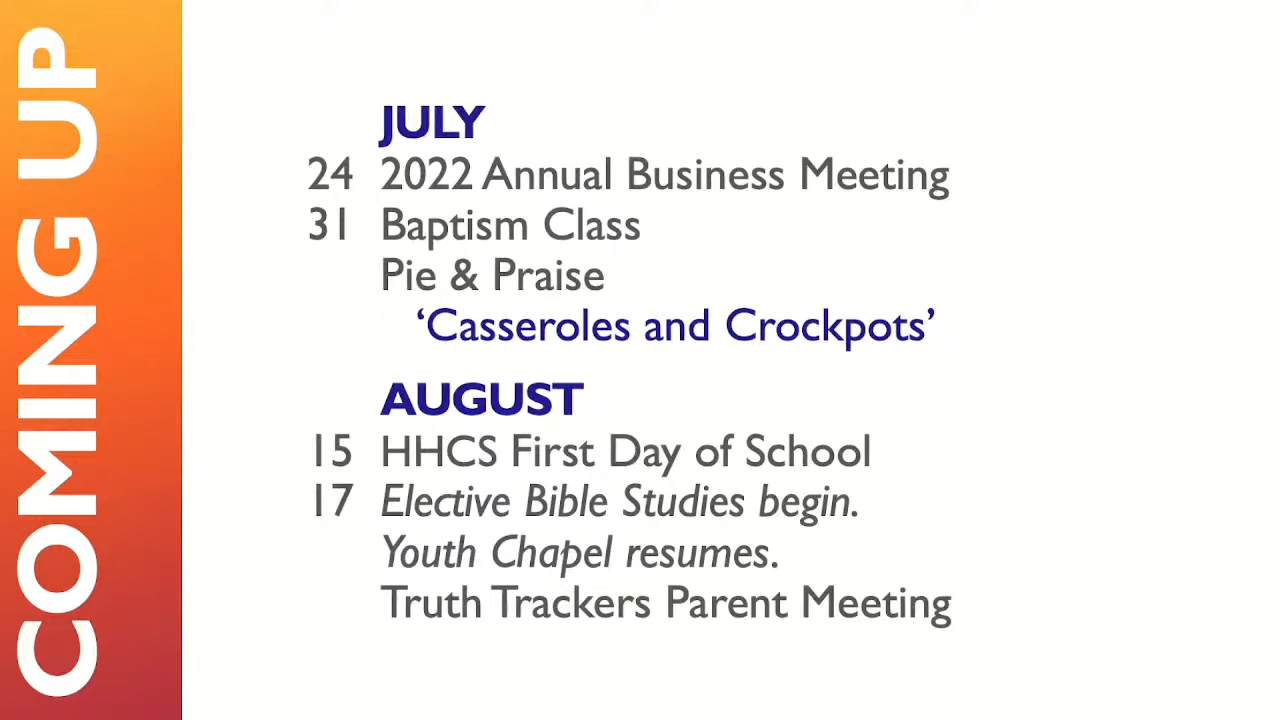 COMING UP
JULY
24 2022 Annual Business Meeting
31 Baptism Class
Pie & Praise
‘Casseroles and Crockpots’
AUGUST
15 HHCS First Day of School
17 Elective Bible Studies begin.
Youth Chapel resumes.
Truth Trackers Parent Meeting